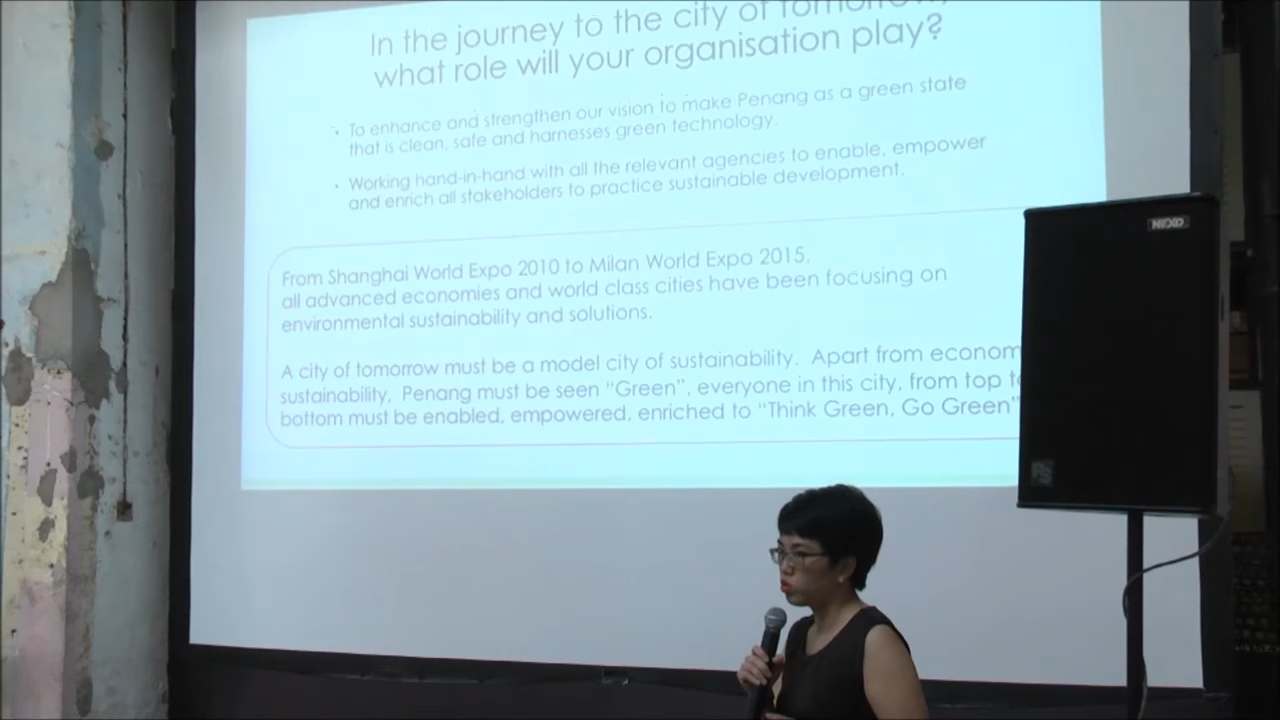 In the journey to the city of tomorrow,
what role will your organisation play?
To enhance and strengthen our vision to make Penang as a green state
that is clean, safe and harnesses green technology.
Working hand-in-hand with all the relevant agencies to enable, empower
and enrich all stakeholders to practice sustainable development.
From Shanghai World Expo 2010 to Milan World Expo 2015,
all advanced economies and world class cities have been focusing on
environmental sustainability and solutions.
A city of tomorrow must be a model city of sustainability. Apart from econom
sustainability, Penang must be seen “Green”, everyone in this city, from top t
bottom must be enabled, empowered, enriched to “Think Green, Go Green”
NEXO